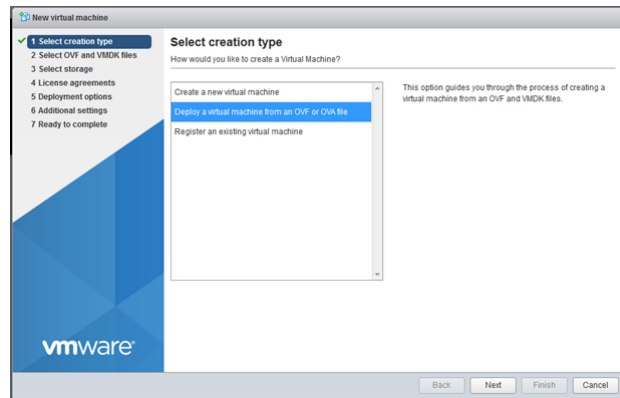 New virtual machine
1 Select creation type
2 Select OVF and VMDK files
3 Select storage
4 License agreements
5 Deployment options
6 Additional settings
7 Ready to complete
Select creation type
How would you like to create a Virtual Machine?
Create a new virtual machine
Deploy a virtual machine from an OVF or OVA file
Register an existing virtual machine
This option guides you through the process of creating a
virtual machine from an OVF and VMDK files.
vmware
Back Next Finish Cancel